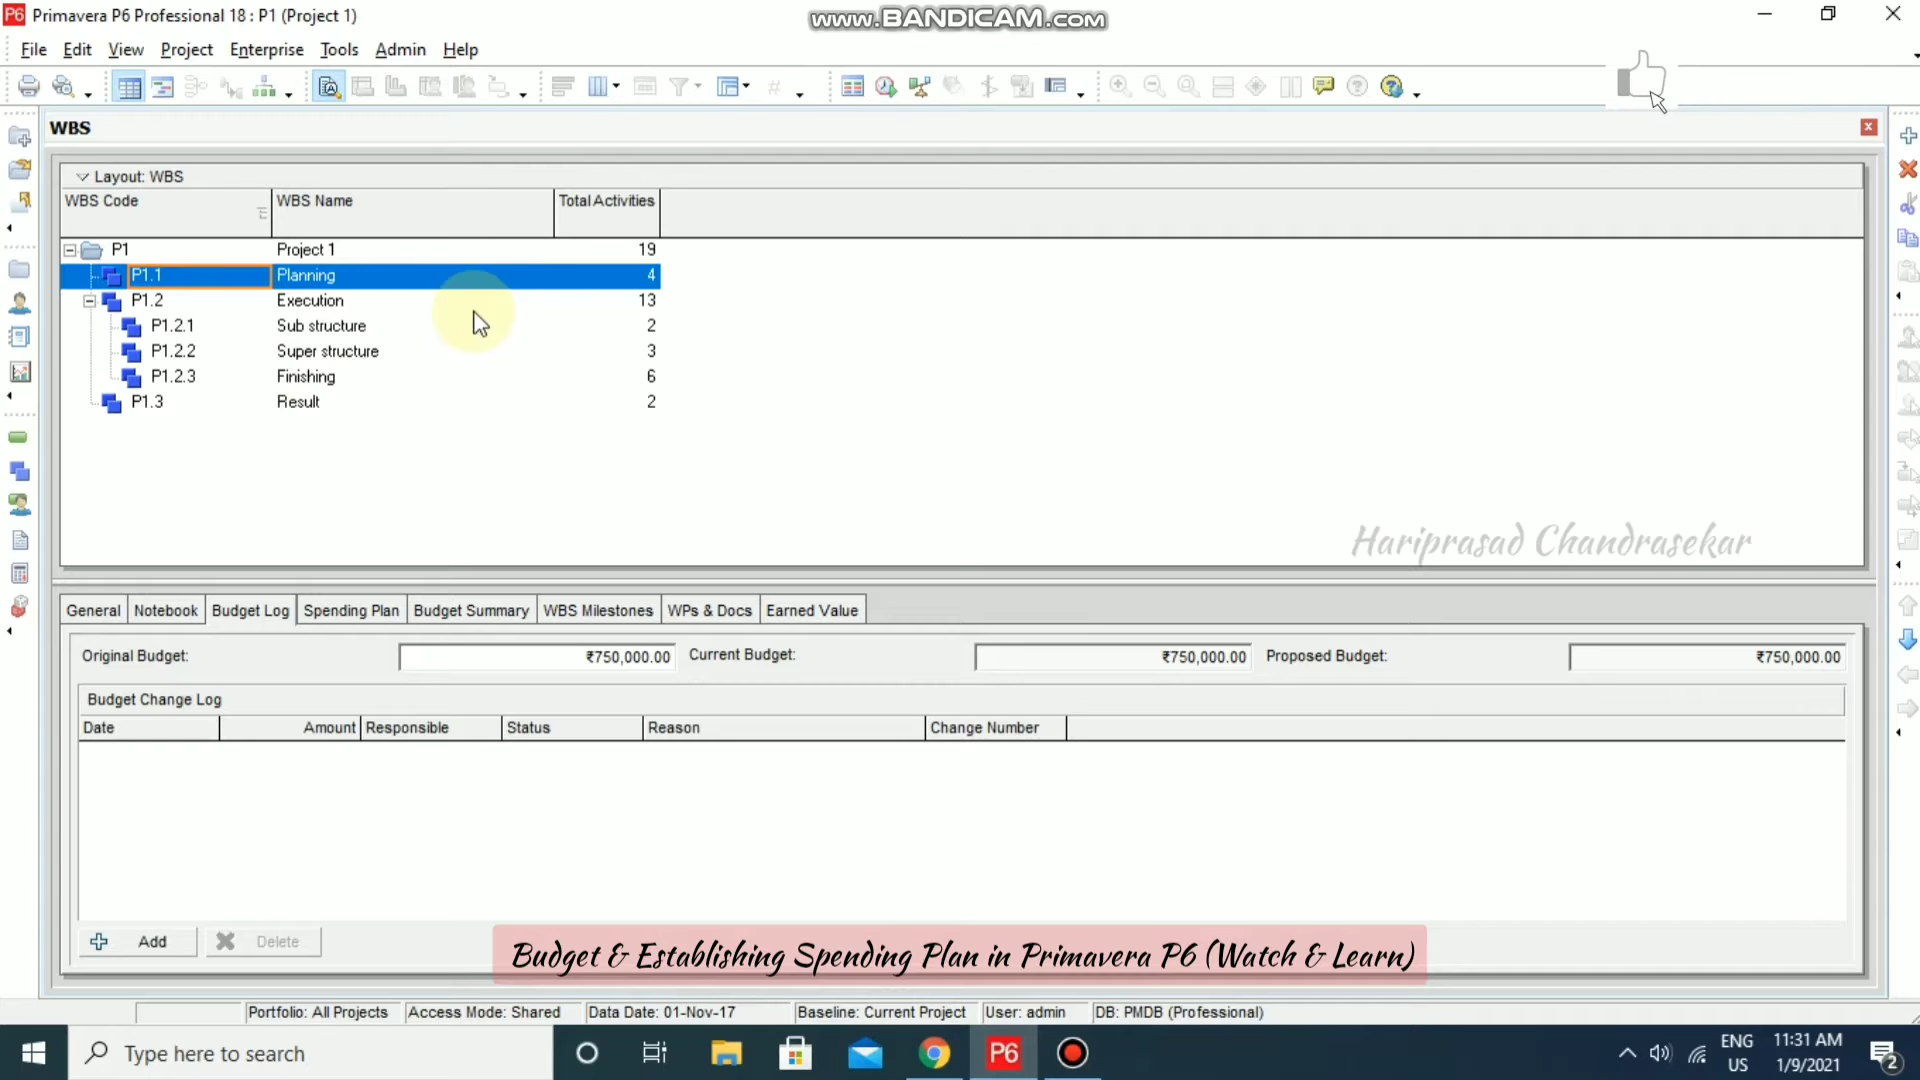 P6 Primavera P6 Professional 18 : P1 (Project 1)
www.BANDICAM.com
File Edit View Project Enterprise Tools Admin Help
WBS
Layout: WBS
WBS Code WBS Name Total Activities
P1 Project 1 19
P1.1 Planning 4
P1.2 Execution 13
P1.2.1 Sub structure 2
P1.2.2 Super structure 3
P1.2.3 Finishing 6
P1.3 Result 2
Hariprasad Chandrasekar
General Notebook Budget Log Spending Plan Budget Summary WBS Milestones WPs & Docs Earned Value
Original Budget: ₹750,000.00 Current Budget: ₹750,000.00 Proposed Budget: ₹750,000.00
Budget Change Log
Date Amount Responsible Status Reason Change Number
Add Delete
Budget & Establishing Spending Plan in Primavera P6 (Watch & Learn)
Portfolio: All Projects Access Mode: Shared Data Date: 01-Nov-17 Baseline: Current Project User: admin DB: PMDB (Professional)
Type here to search P6 ENG 11:31 AM
US 1/9/2021 2